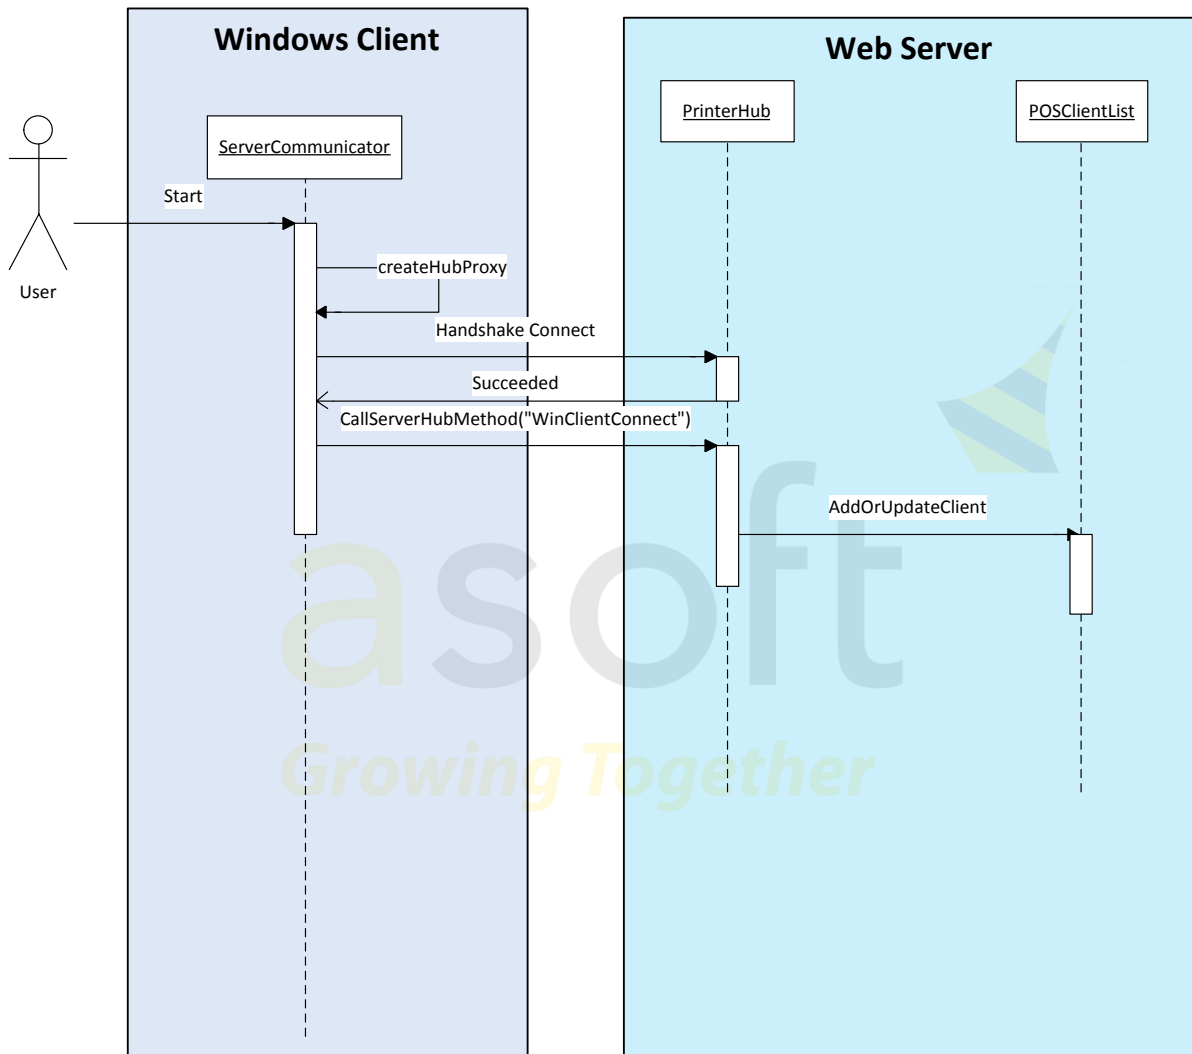 Windows Client
Web Server
PrinterHub
POSClientList
ServerCommunicator
Start
createHubProxy
User
Handshake Connect
Succeeded
CallServerHubMethod("WinClientConnect")
AddOrUpdateClient
asoft
Growing Together